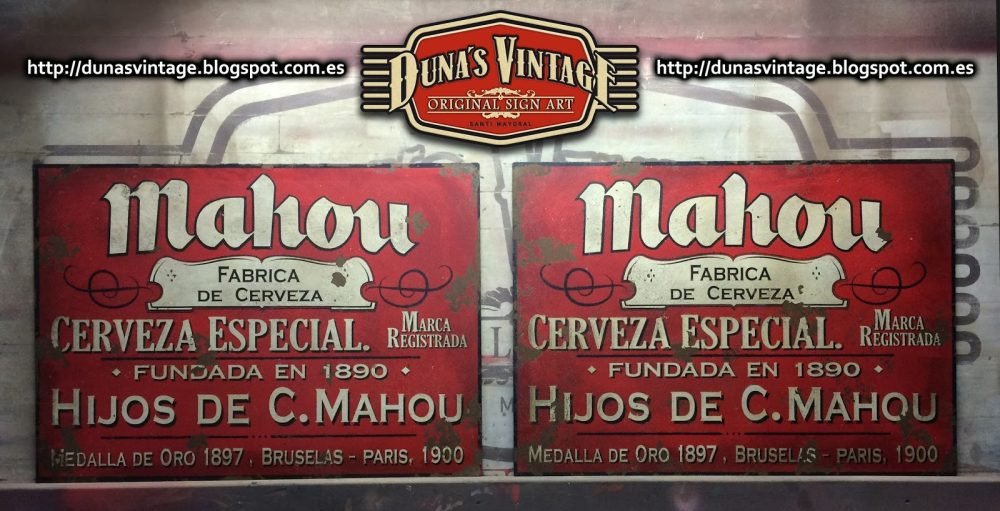 http://dunasvintage.blogspot.com.es
DUNA'S VINTAGE
ORIGINAL SIGN ART
SANTI MAYORAL
http://dunasvintage.blogspot.com.es
Mahou
FABRICA
DE CERVEZA
CERVEZA ESPECIAL.
MARCA
REGISTRADA
FUNDADA EN 1890
HIJOS DE C.MAHOU
MEDALLA DE ORO 1897, BRUSELAS - PARIS, 1900
Mahou
FABRICA
DE CERVEZA
CERVEZA ESPECIAL.
MARCA
REGISTRADA
FUNDADA EN 1890
HIJOS DE C.MAHOU
MEDALLA DE ORO 1897, BRUSELAS - PARIS, 1900